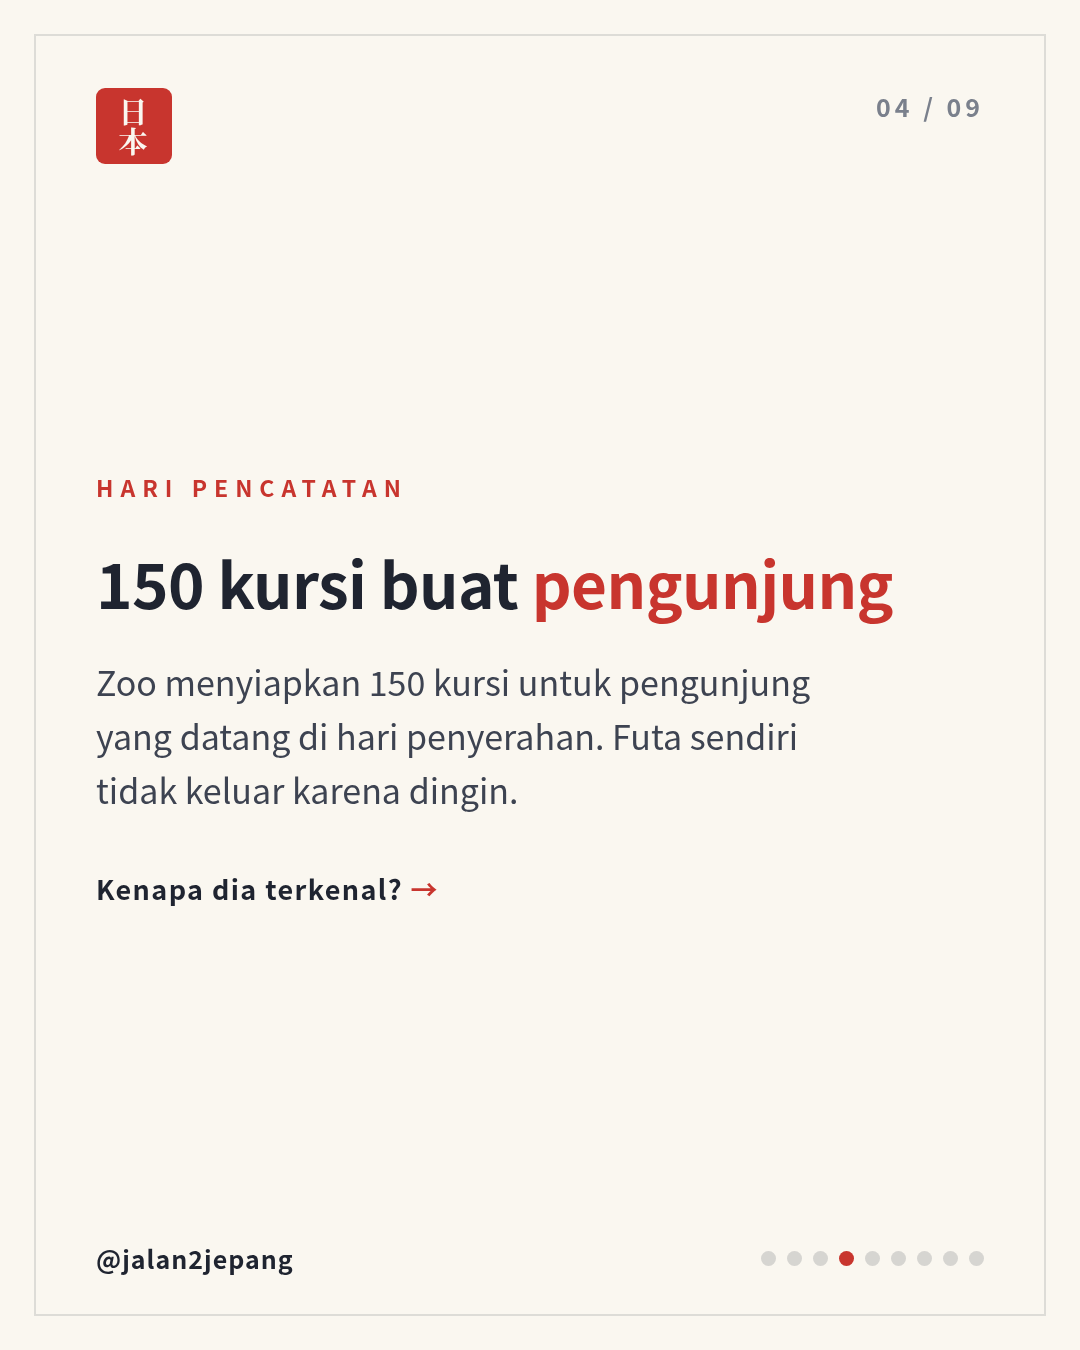 日
本
04 / 09
HARI PENCATATAN
150 kursi buat pengunjung
Zoo menyiapkan 150 kursi untuk pengunjung
yang datang di hari penyerahan. Futa sendiri
tidak keluar karena dingin.
Kenapa dia terkenal? →
@jalan2jepang